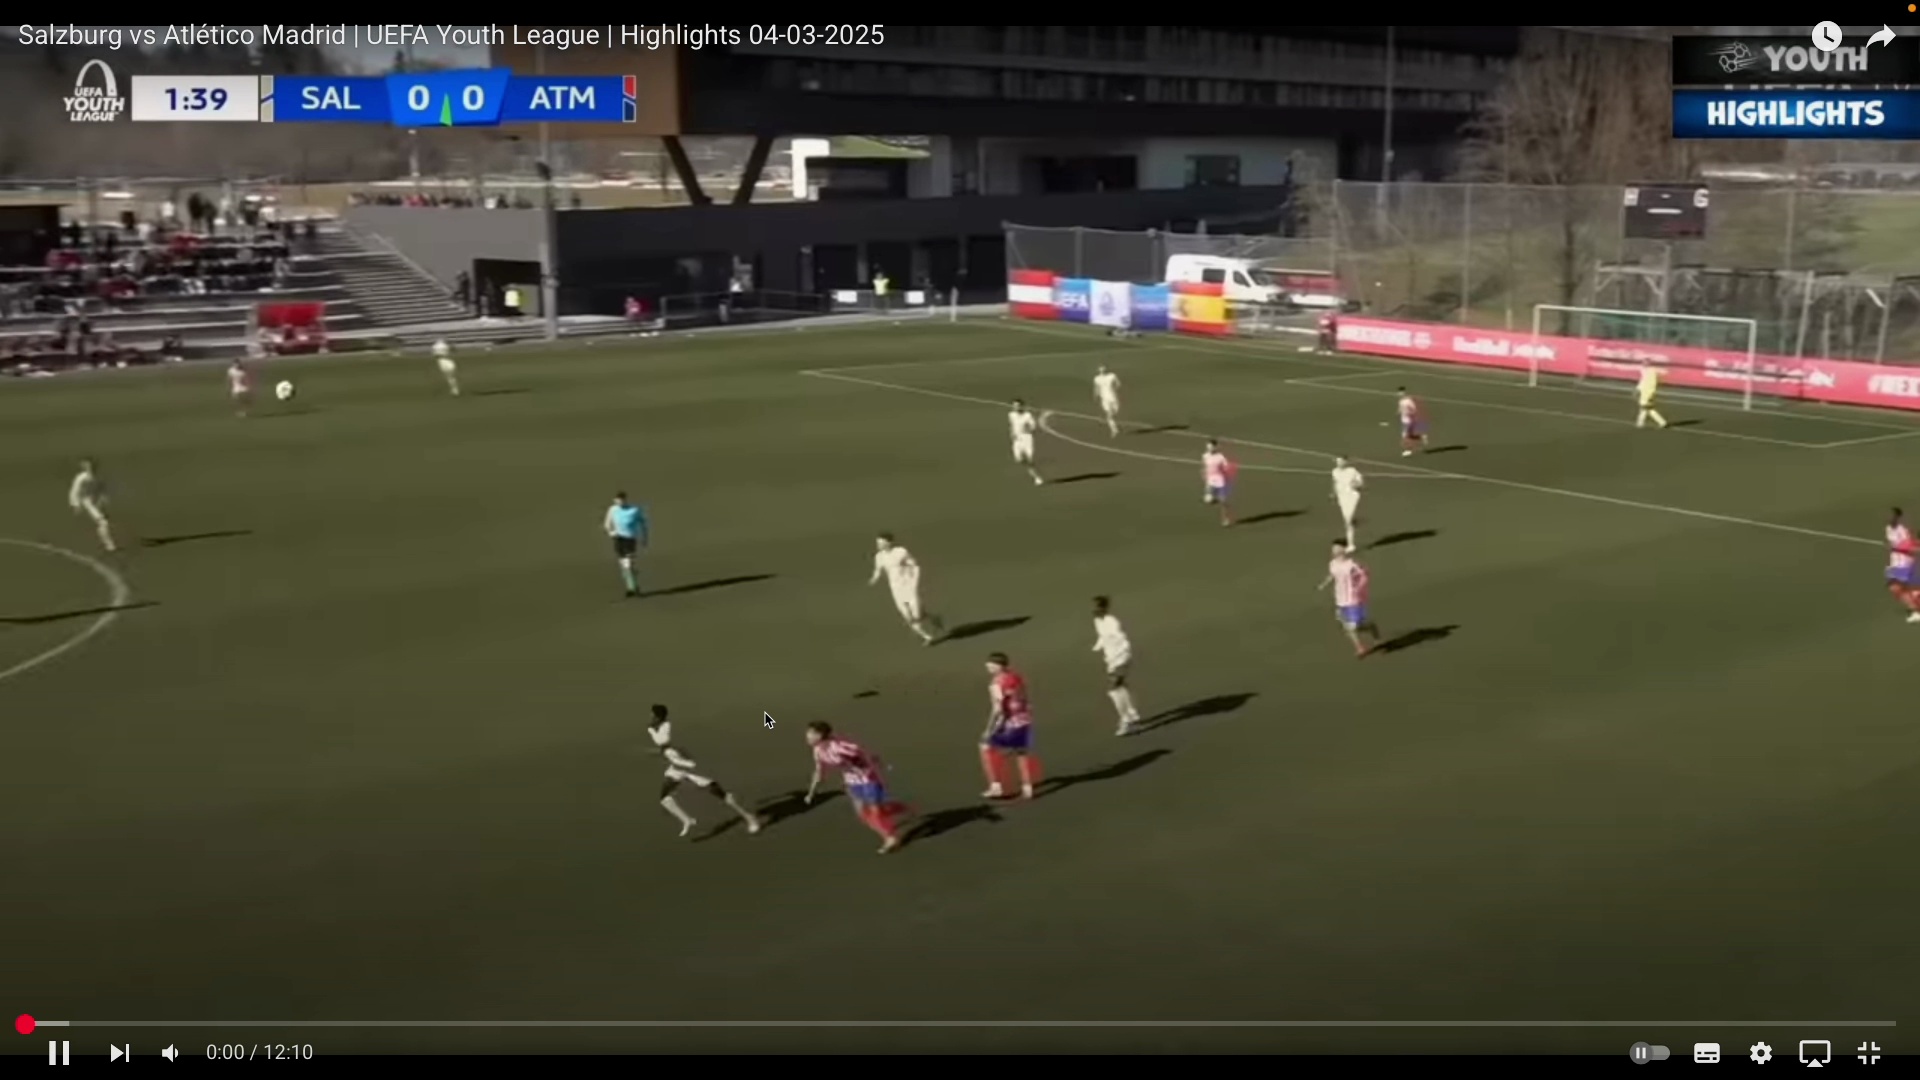 Salzburg vs Atlético Madrid | UEFA Youth League | Highlights 04-03-2025
UEFA
YOUTH
LEAGUE
1:39 SAL 0 0 ATM
YOUTH
HIGHLIGHTS
UEFA
0:00 / 12:10